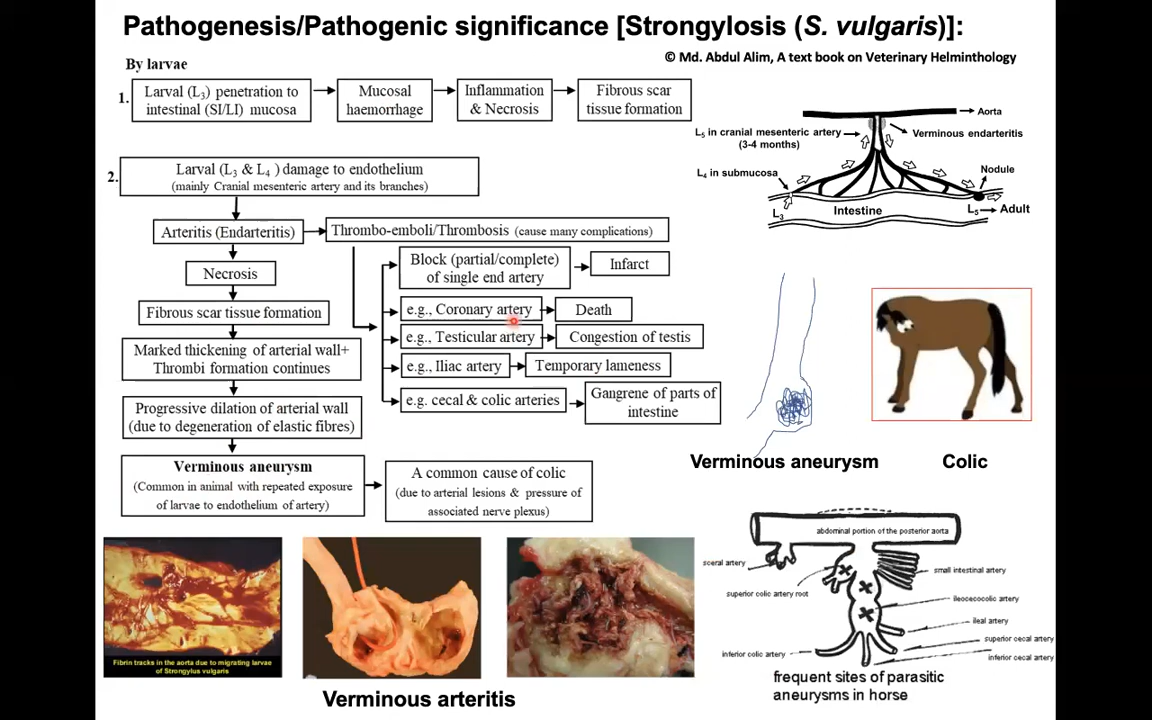 Pathogenesis/Pathogenic significance [Strongylosis (S. vulgaris)]:
© Md. Abdul Alim, A text book on Veterinary Helminthology
By larvae
1.
Larval (L3) penetration to
intestinal (SI/LI) mucosa
Mucosal
haemorrhage
Inflammation
& Necrosis
Fibrous scar
tissue formation
2.
Larval (L3 & L4 ) damage to endothelium
(mainly Cranial mesenteric artery and its branches)
Arteritis (Endarteritis)
Thrombo-emboli/Thrombosis (cause many complications)
Necrosis
Fibrous scar tissue formation
Marked thickening of arterial wall+
Thrombi formation continues
Progressive dilation of arterial wall
(due to degeneration of elastic fibres)
Verminous aneurysm
(Common in animal with repeated exposure
of larvae to endothelium of artery)
A common cause of colic
(due to arterial lesions & pressure of
associated nerve plexus)
Block (partial/complete)
of single end artery
Infarct
e.g., Coronary artery
Death
e.g., Testicular artery
Congestion of testis
e.g., Iliac artery
Temporary lameness
e.g. cecal & colic arteries
Gangrene of parts of
intestine
Aorta
L5 in cranial mesenteric artery
(3-4 months)
Verminous endarteritis
L4 in submucosa
Nodule
L3
Intestine
L5
Adult
Verminous aneurysm
Colic
Fibrin tracks in the aorta due to migrating larvae
of Strongylus vulgaris
Verminous arteritis
abdominal portion of the posterior aorta
sceral artery
superior colic artery root
small intestinal artery
ileocecocolic artery
ileal artery
superior cecal artery
inferior cecal artery
inferior colic artery
frequent sites of parasitic
aneurysms in horse